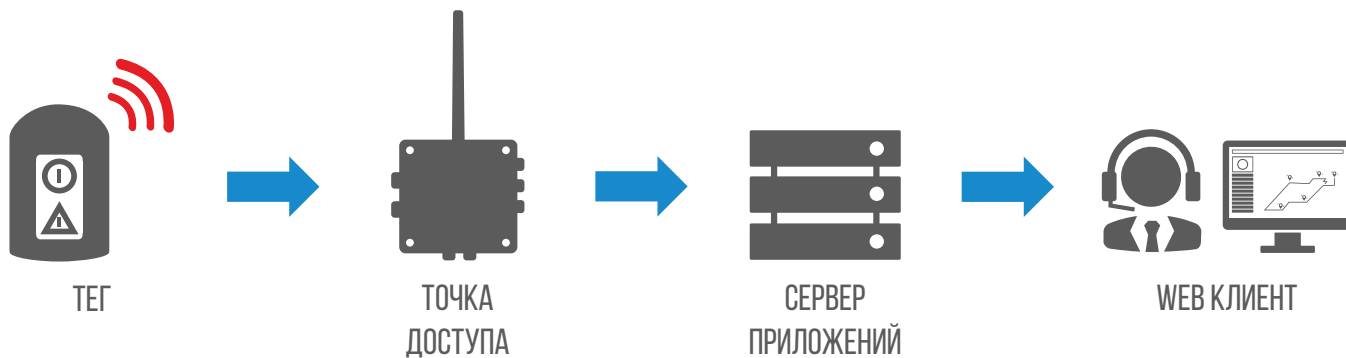 ТЕГ
ТОЧКА
ДОСТУПА
СЕРВЕР
ПРИЛОЖЕНИЙ
WEB КЛИЕНТ